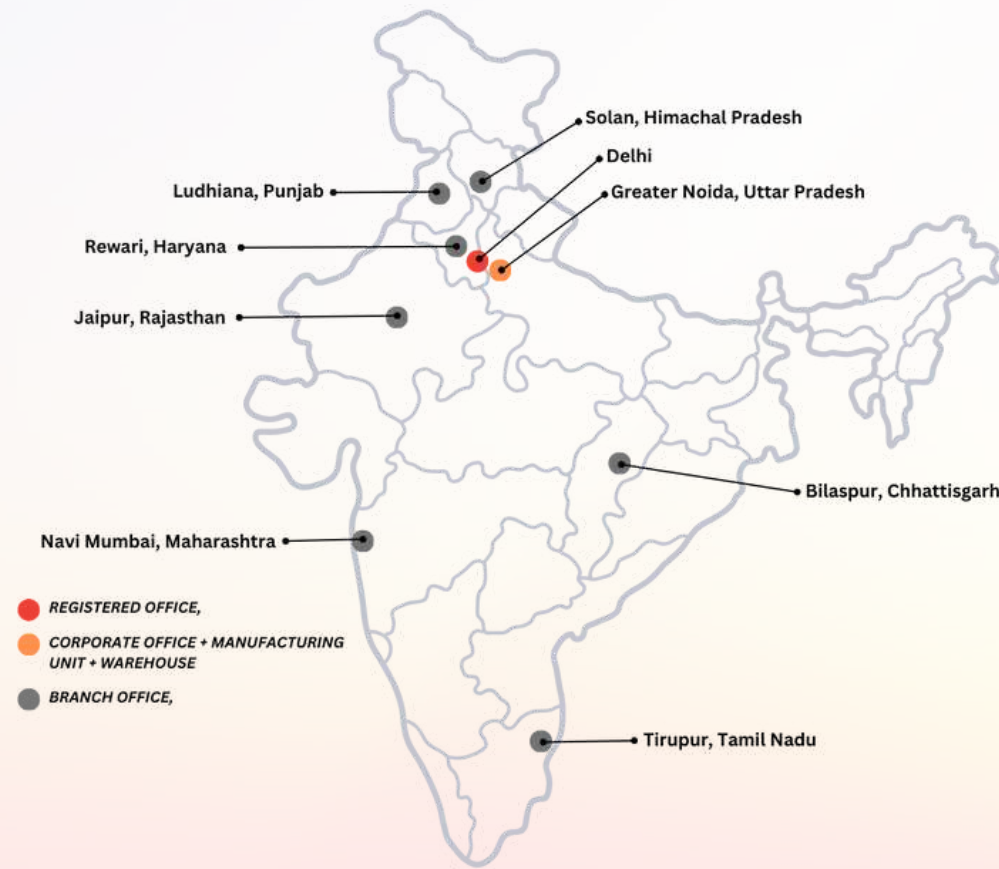 Solan, Himachal Pradesh
Delhi
Ludhiana, Punjab
Greater Noida, Uttar Pradesh
Rewari, Haryana
Jaipur, Rajasthan
Bilaspur, Chhattisgarh
Navi Mumbai, Maharashtra
REGISTERED OFFICE,
CORPORATE OFFICE + MANUFACTURING
UNIT + WAREHOUSE
BRANCH OFFICE,
Tirupur, Tamil Nadu